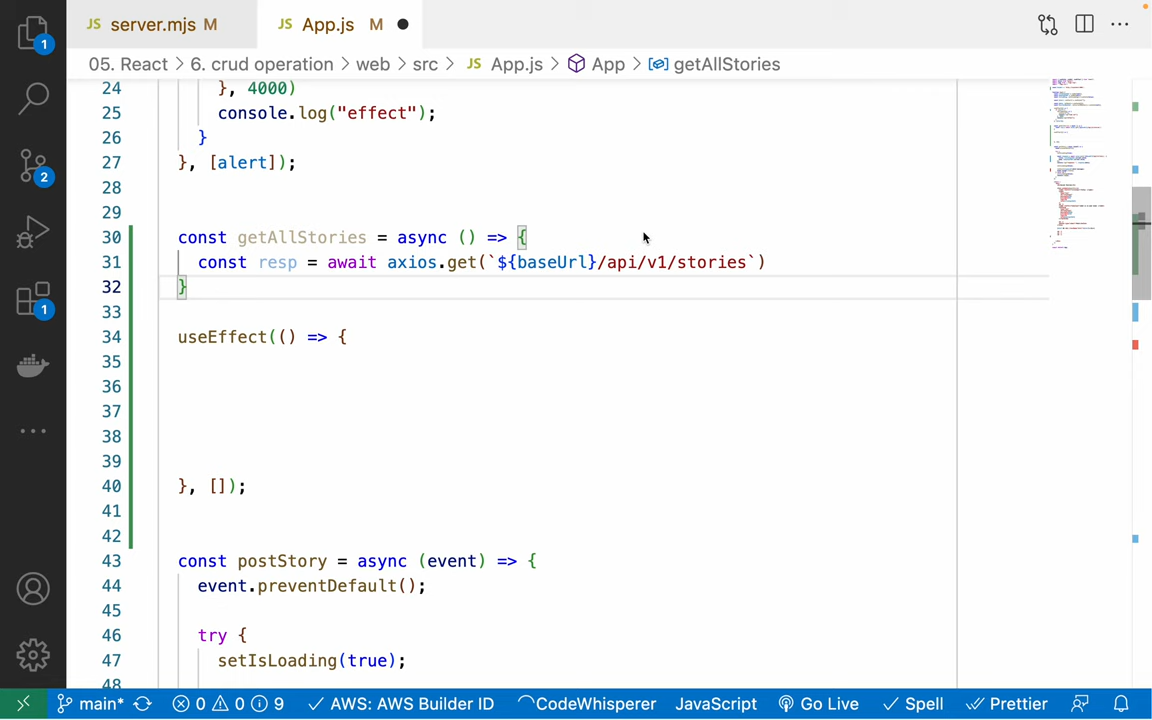 JS server.mjs M
JS App.js M
05. React > 6. crud operation > web > src > JS App.js > App > getAllStories
24 }, 4000)
25 console.log("effect");
26 }
27 }, [alert]);
28
29
30 const getAllStories = async () => {
31 const resp = await axios.get(`${baseUrl}/api/v1/stories`)
32 }
33
34 useEffect(() => {
35
36
37
38
39
40 }, []);
41
42
43 const postStory = async (event) => {
44 event.preventDefault();
45
46 try {
47 setIsLoading(true);
48
1
2
1
main* 0 0 9 AWS: AWS Builder ID CodeWhisperer JavaScript Go Live Spell Prettier